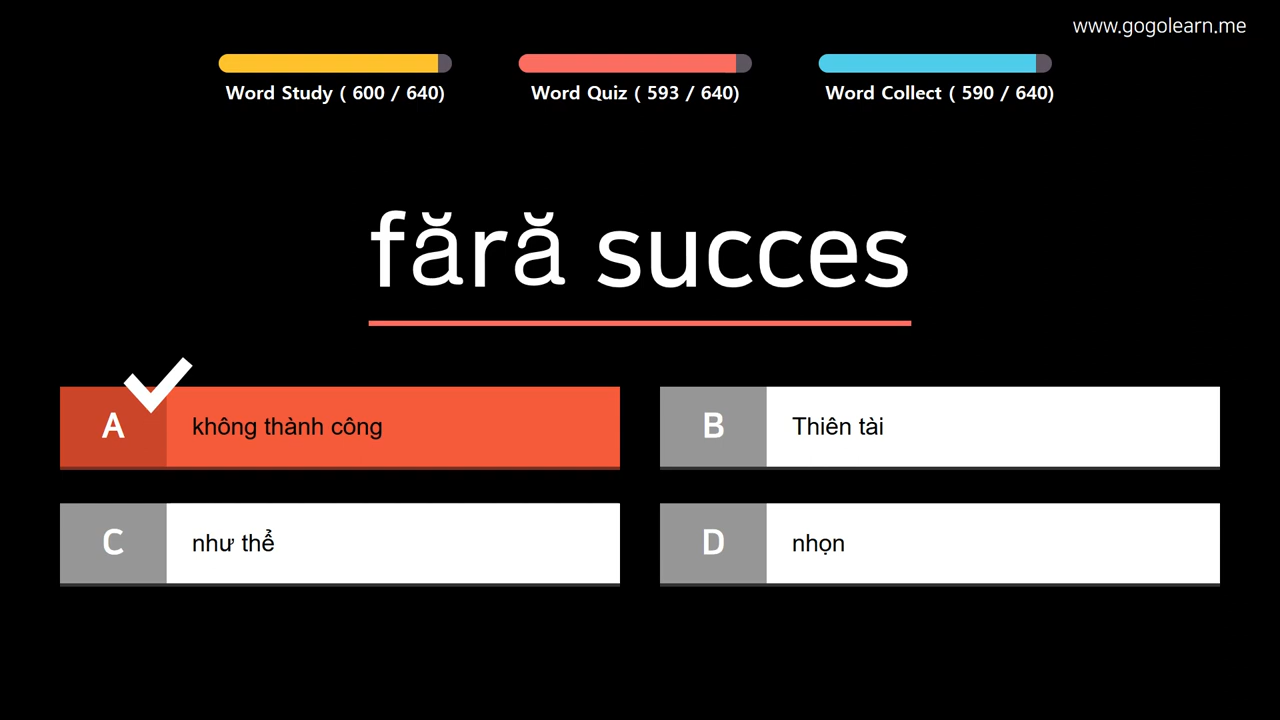 www.gogolearn.me
Word Study ( 600 / 640)
Word Quiz ( 593 / 640)
Word Collect ( 590 / 640)
fără succes
A không thành công
B Thiên tài
C như thể
D nhọn